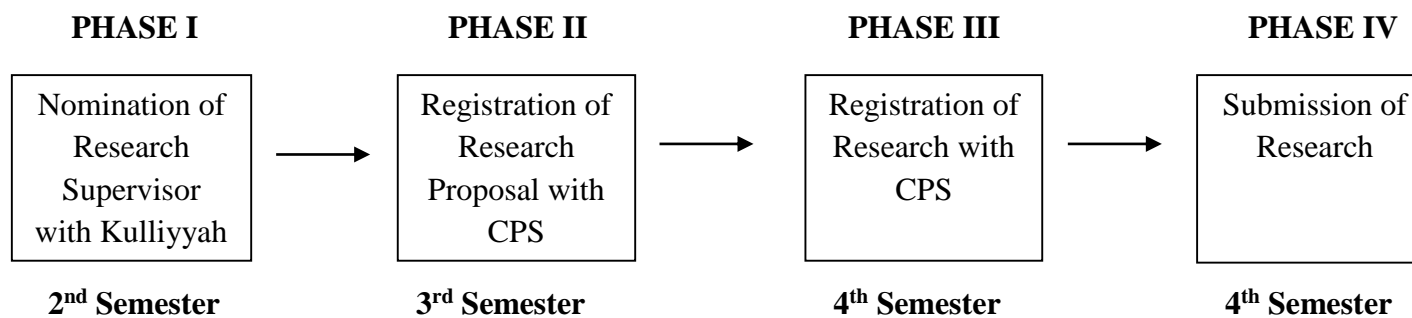 PHASE I
PHASE II
PHASE III
PHASE IV
Nomination of
Research
Supervisor
with Kulliyyah
Registration of
Research
Proposal with
CPS
Registration of
Research with
CPS
Submission of
Research
2nd Semester
3rd Semester
4th Semester
4th Semester